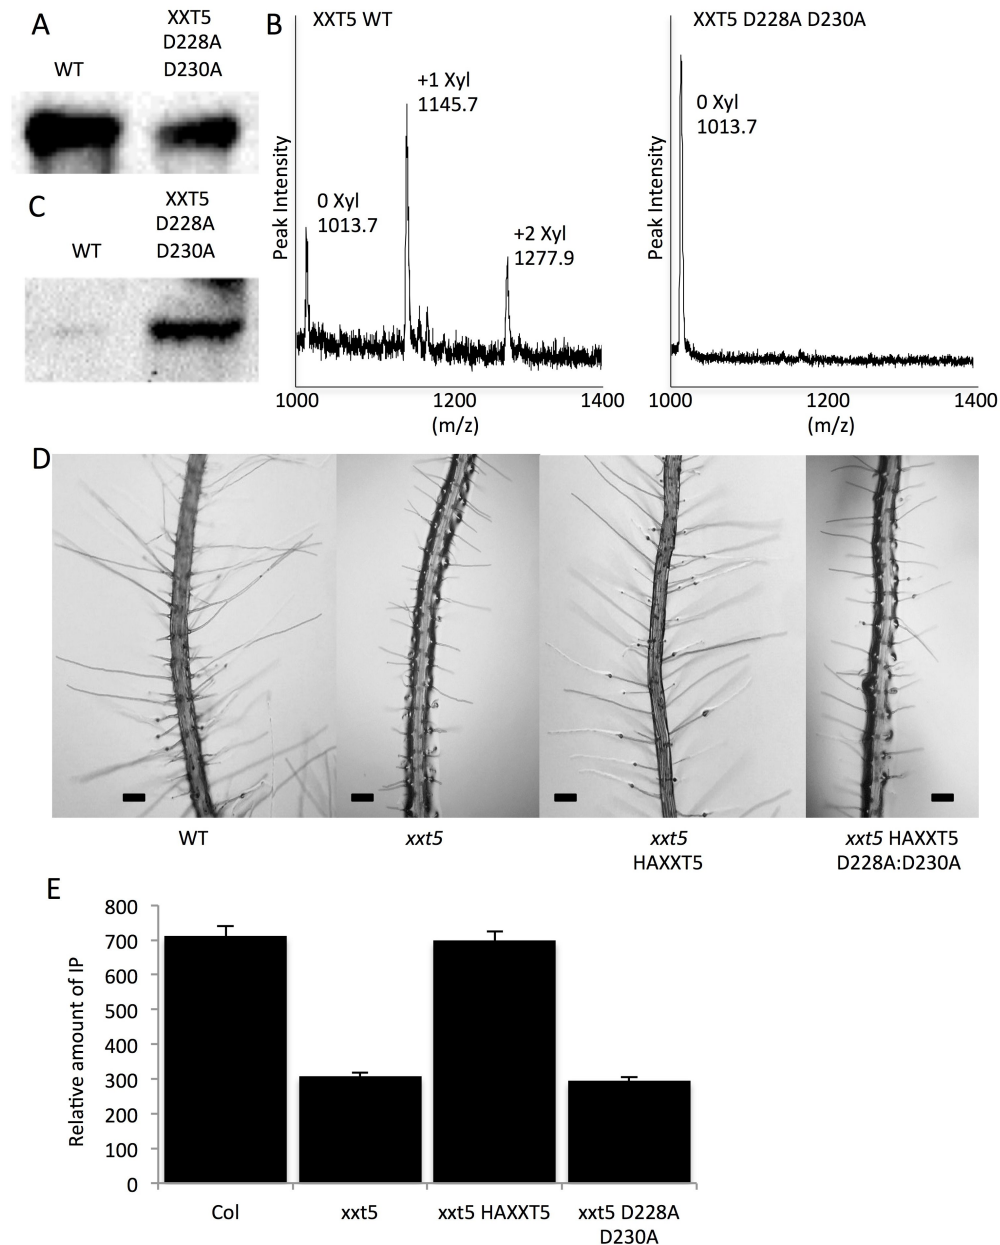 A
XXT5
D228A
WT D230A
B
XXT5 WT
Peak Intensity
0 Xyl
1013.7
+1 Xyl
1145.7
+2 Xyl
1277.9
1000 1200 1400
(m/z)
XXT5 D228A D230A
Peak Intensity
0 Xyl
1013.7
1000 1200 1400
(m/z)
C
XXT5
D228A
WT D230A
D
WT
xxt5
xxt5
HAXXT5
xxt5 HAXXT5
D228A:D230A
E
Relative amount of IP
800
700
600
500
400
300
200
100
0
Col
xxt5
xxt5 HAXXT5
xxt5 D228A
D230A